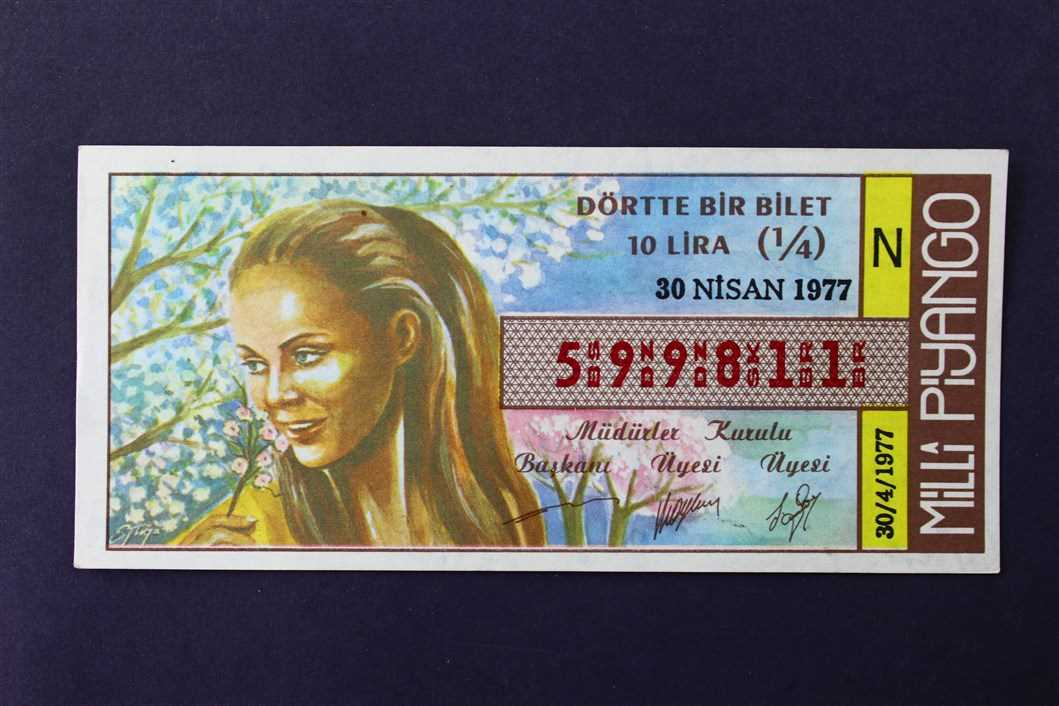 DÖRTTE BİR BİLET
10 LİRA (1/4)
30 NİSAN 1977
N
599811
Müdürler Kurulu
Başkanı Üyesi Üyesi
30/4/1977
MİLLÎ PİYANGO